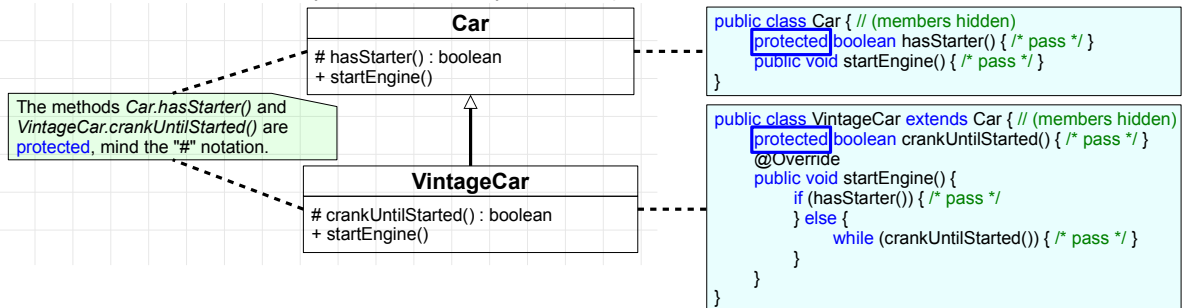 Car
# hasStarter() : boolean
+ startEngine()
public class Car { // (members hidden)
protected boolean hasStarter() { /* pass */ }
public void startEngine() { /* pass */ }
}
The methods Car.hasStarter() and
VintageCar.crankUntilStarted() are
protected, mind the "#" notation.
VintageCar
# crankUntilStarted() : boolean
+ startEngine()
public class VintageCar extends Car { // (members hidden)
protected boolean crankUntilStarted() { /* pass */ }
@Override
public void startEngine() {
if (hasStarter()) { /* pass */
} else {
while (crankUntilStarted()) { /* pass */ }
}
}
}